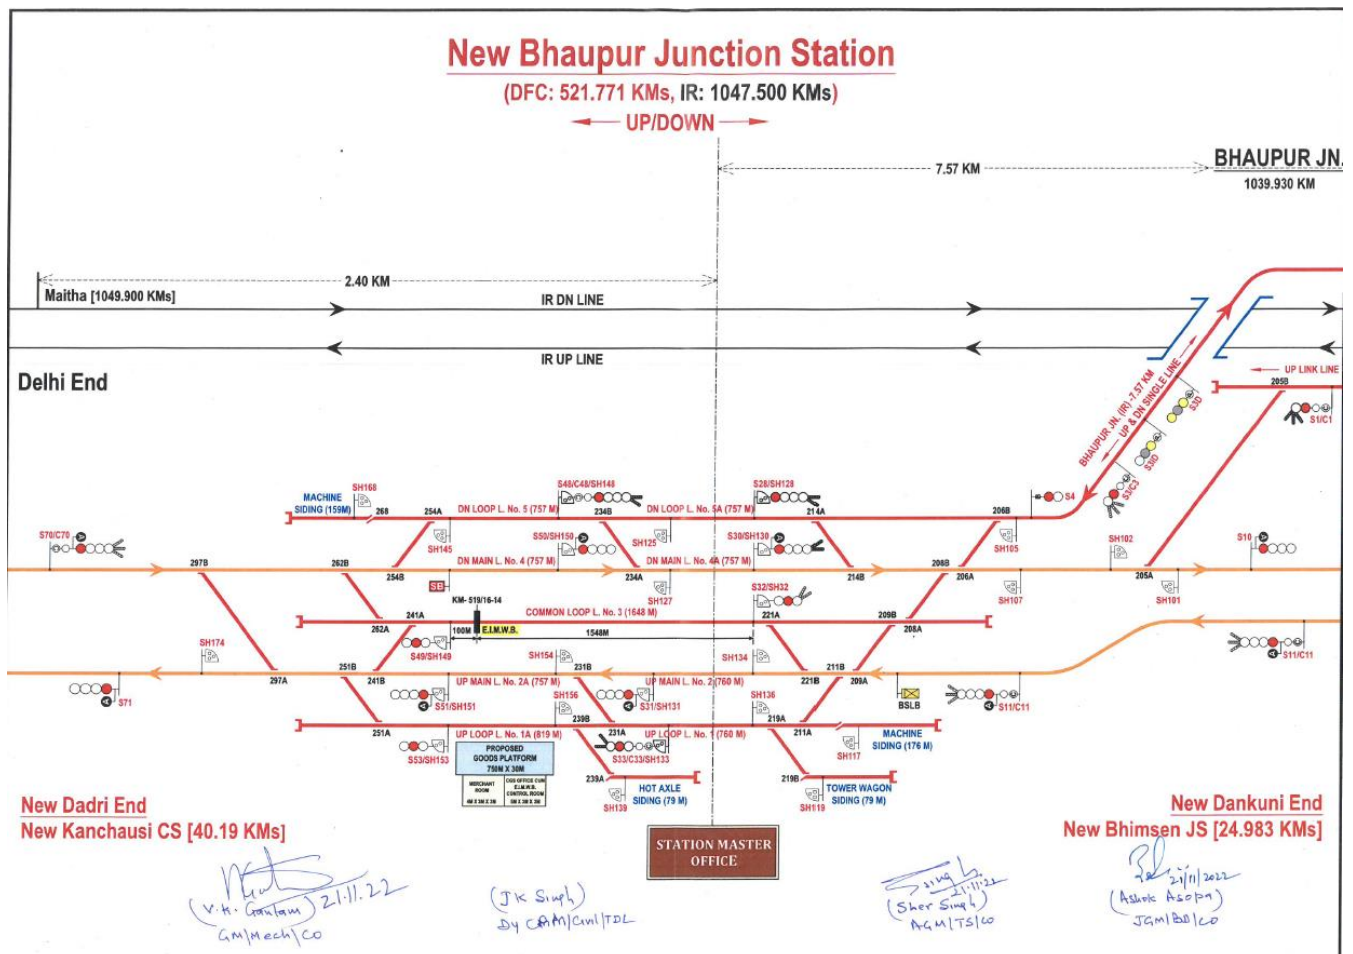 New Bhaupur Junction Station
(DFC: 521.771 KMs, IR: 1047.500 KMs)
UP/DOWN
7.57 KM
BHAUPUR JN.
1039.930 KM
2.40 KM
Maitha [1049.900 KMs]
IR DN LINE
IR UP LINE
Delhi End
BHAUPUR JN. (IR) -7.57 KM
UP & DN SINGLE LINE
S3D
S3ID
S3/C3
UP LINK LINE
205B
S1/C1
SH168
MACHINE
SIDING (159M)
268
254A
S48/C48/SH148
234B
DN LOOP L. No. 5 (757 M)
DN LOOP L. No. 5A (757 M)
S28/SH128
214A
206B
S4
S70/C70
297B
262B
SH145
S50/SH150
SH125
S30/SH130
SH105
SH102
S10
DN MAIN L. No. 4 (757 M)
DN MAIN L. No. 4A (757 M)
254B
SB
234A
SH127
214B
208B
206A
SH107
205A
SH101
KM- 519/16-14
S32/SH32
241A
COMMON LOOP L. No. 3 (1648 M)
262A
100M
E.I.M.W.B.
1548M
221A
209B
208A
SH174
S49/SH149
SH154
SH134
S11/C11
251B
231B
211B
297A
241B
UP MAIN L. No. 2A (757 M)
UP MAIN L. No. 2 (760 M)
221B
209A
S71
S51/SH151
SH156
S31/SH131
SH136
BSLB
S11/C11
239B
219A
251A
UP LOOP L. No. 1A (819 M)
231A
UP LOOP L. No. 1 (760 M)
211A
MACHINE
SIDING (176 M)
S53/SH153
S33/C33/SH133
SH117
PROPOSED
GOODS PLATFORM
750M X 30M
MERCHANT
ROOM
E.I.M.W.B.
CONTROL ROOM
239A
SH139
HOT AXLE
SIDING (79 M)
219B
SH119
TOWER WAGON
SIDING (79 M)
New Dadri End
New Kanchausi CS [40.19 KMs]
STATION MASTER
OFFICE
New Dankuni End
New Bhimsen JS [24.983 KMs]
21.11.22
(V.K. Gautam)
GM/Mech/CO
(JK Singh)
21.11.22
(Sher Singh)
AGM/TS/CO
21/11/2022
(Ashok Asopa)